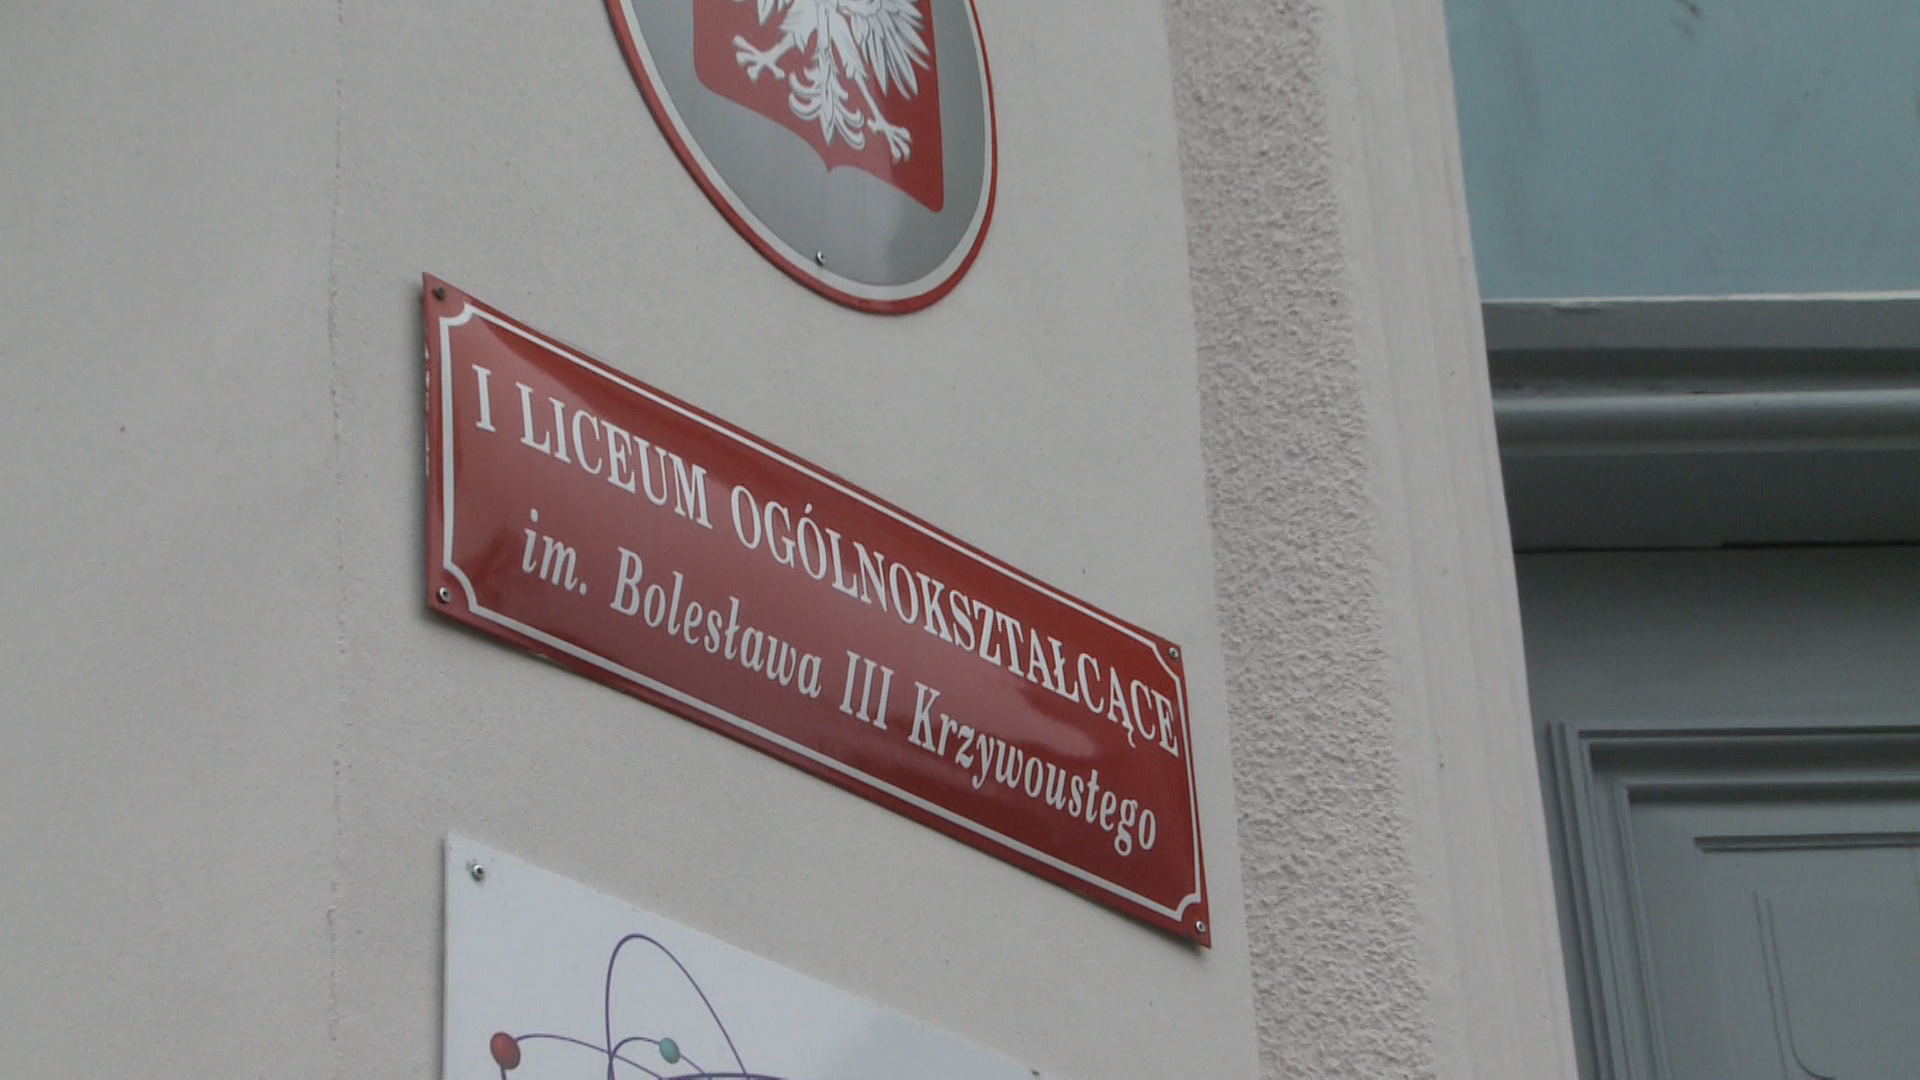 I LICEUM OGÓLNOKSZTAŁCĄCE
im. Bolesława III Krzywoustego